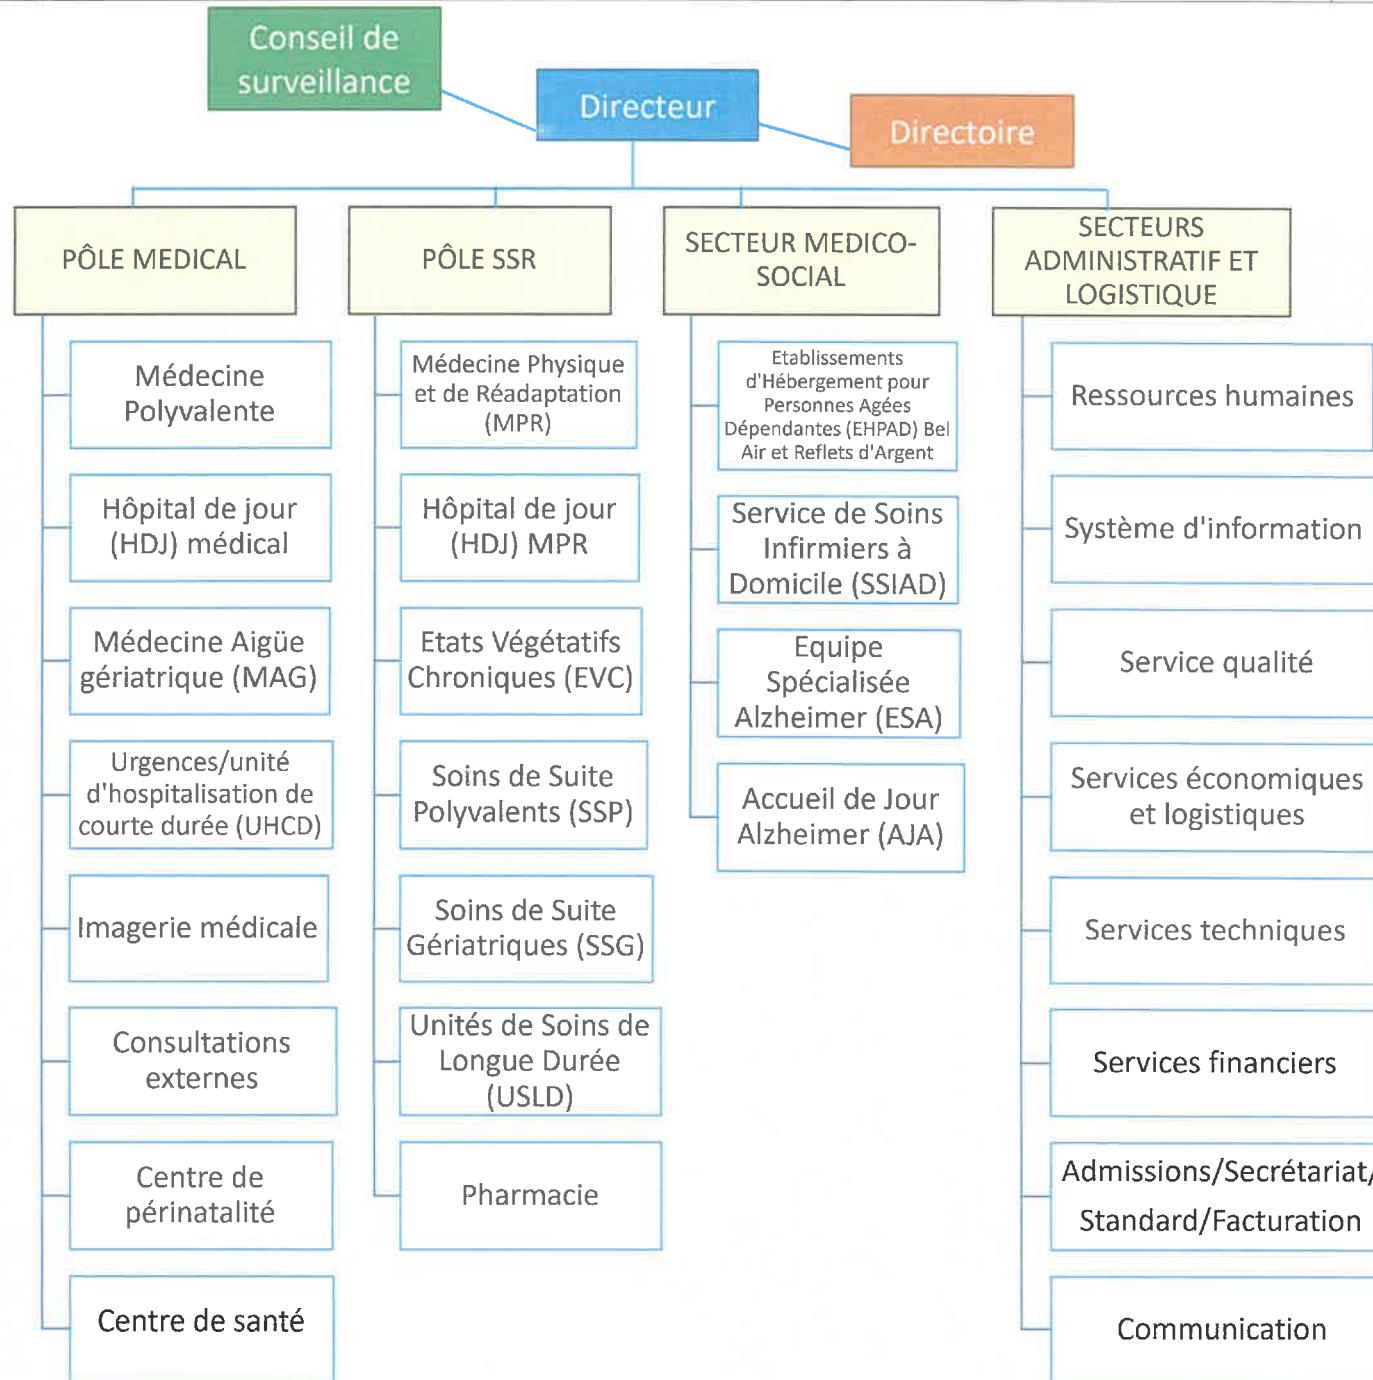 Conseil de
surveillance
Directeur
Directoire
PÔLE MEDICAL
Médecine
Polyvalente
Hôpital de jour
(HDJ) médical
Médecine Aigüe
gériatrique (MAG)
Urgences/unité
d'hospitalisation de
courte durée (UHCD)
Imagerie médicale
Consultations
externes
Centre de
périnatalité
Centre de santé
PÔLE SSR
Médecine Physique
et de Réadaptation
(MPR)
Hôpital de jour
(HDJ) MPR
Etats Végétatifs
Chroniques (EVC)
Soins de Suite
Polyvalents (SSP)
Soins de Suite
Gériatriques (SSG)
Unités de Soins de
Longue Durée
(USLD)
Pharmacie
SECTEUR MEDICO-
SOCIAL
Etablissements
d'Hébergement pour
Personnes Agées
Dépendantes (EHPAD) Bel
Air et Reflets d'Argent
Service de Soins
Infirmiers à
Domicile (SSIAD)
Equipe
Spécialisée
Alzheimer (ESA)
Accueil de Jour
Alzheimer (AJA)
SECTEURS
ADMINISTRATIF ET
LOGISTIQUE
Ressources humaines
Système d'information
Service qualité
Services économiques
et logistiques
Services techniques
Services financiers
Admissions/Secrétariat/
Standard/Facturation
Communication